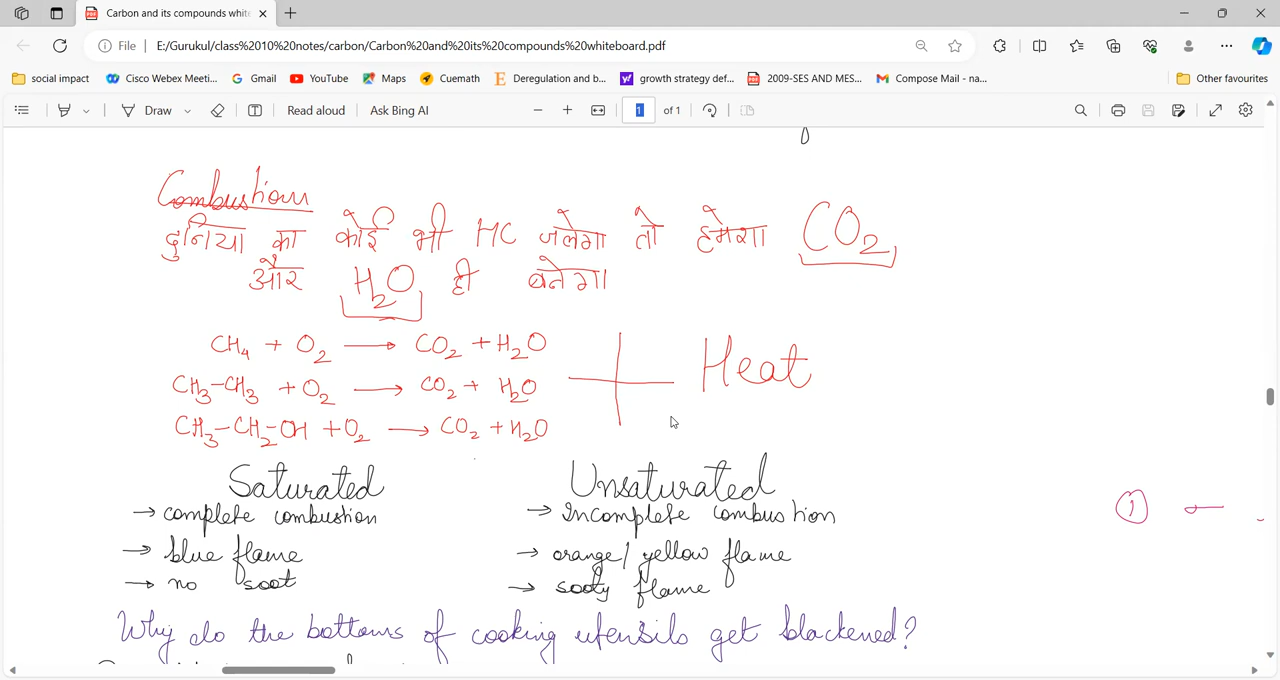 Carbon and its compounds white
File E:/Gurukul/class%2010%20notes/carbon/Carbon%20and%20its%20compounds%20whiteboard.pdf
social impact Cisco Webex Meeti... Gmail YouTube Maps Cuemath Deregulation and b... growth strategy def... 2009-SES AND MES... Compose Mail - na... Other favourites
Draw Read aloud Ask Bing AI 1 of 1
Combustion
दुनिया का कोई भी HC जलेगा तो हमेशा CO₂
और H₂O ही बनेगा
CH₄ + O₂ ⟶ CO₂ + H₂O
CH₃-CH₃ + O₂ ⟶ CO₂ + H₂O
+ Heat
CH₃-CH₂-OH + O₂ ⟶ CO₂ + H₂O
Saturated Unsaturated
→ complete combustion → Incomplete combustion
①
→ blue flame → orange/yellow flame
→ no soot → sooty flame
Why do the bottoms of cooking utensils get blackened?